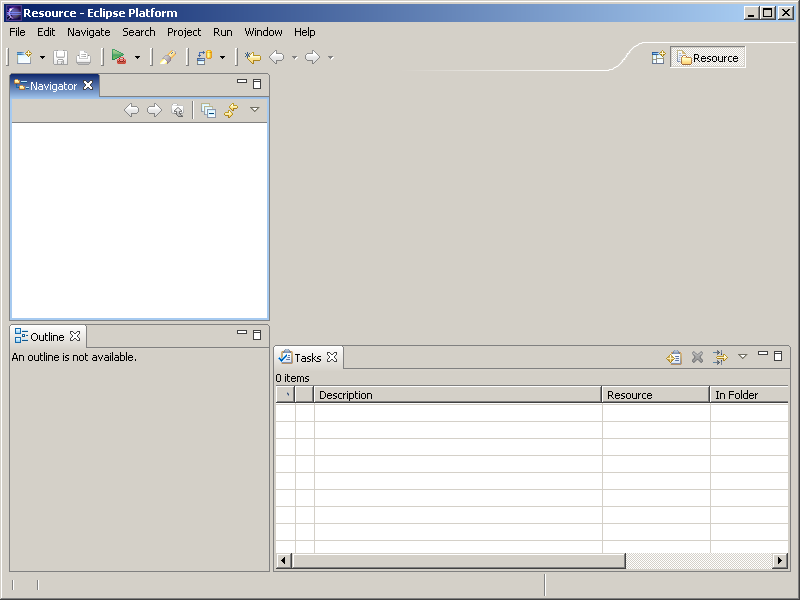 Resource - Eclipse Platform
File Edit Navigate Search Project Run Window Help
Resource
Navigator
Outline
An outline is not available.
Tasks
0 items
Description Resource In Folder